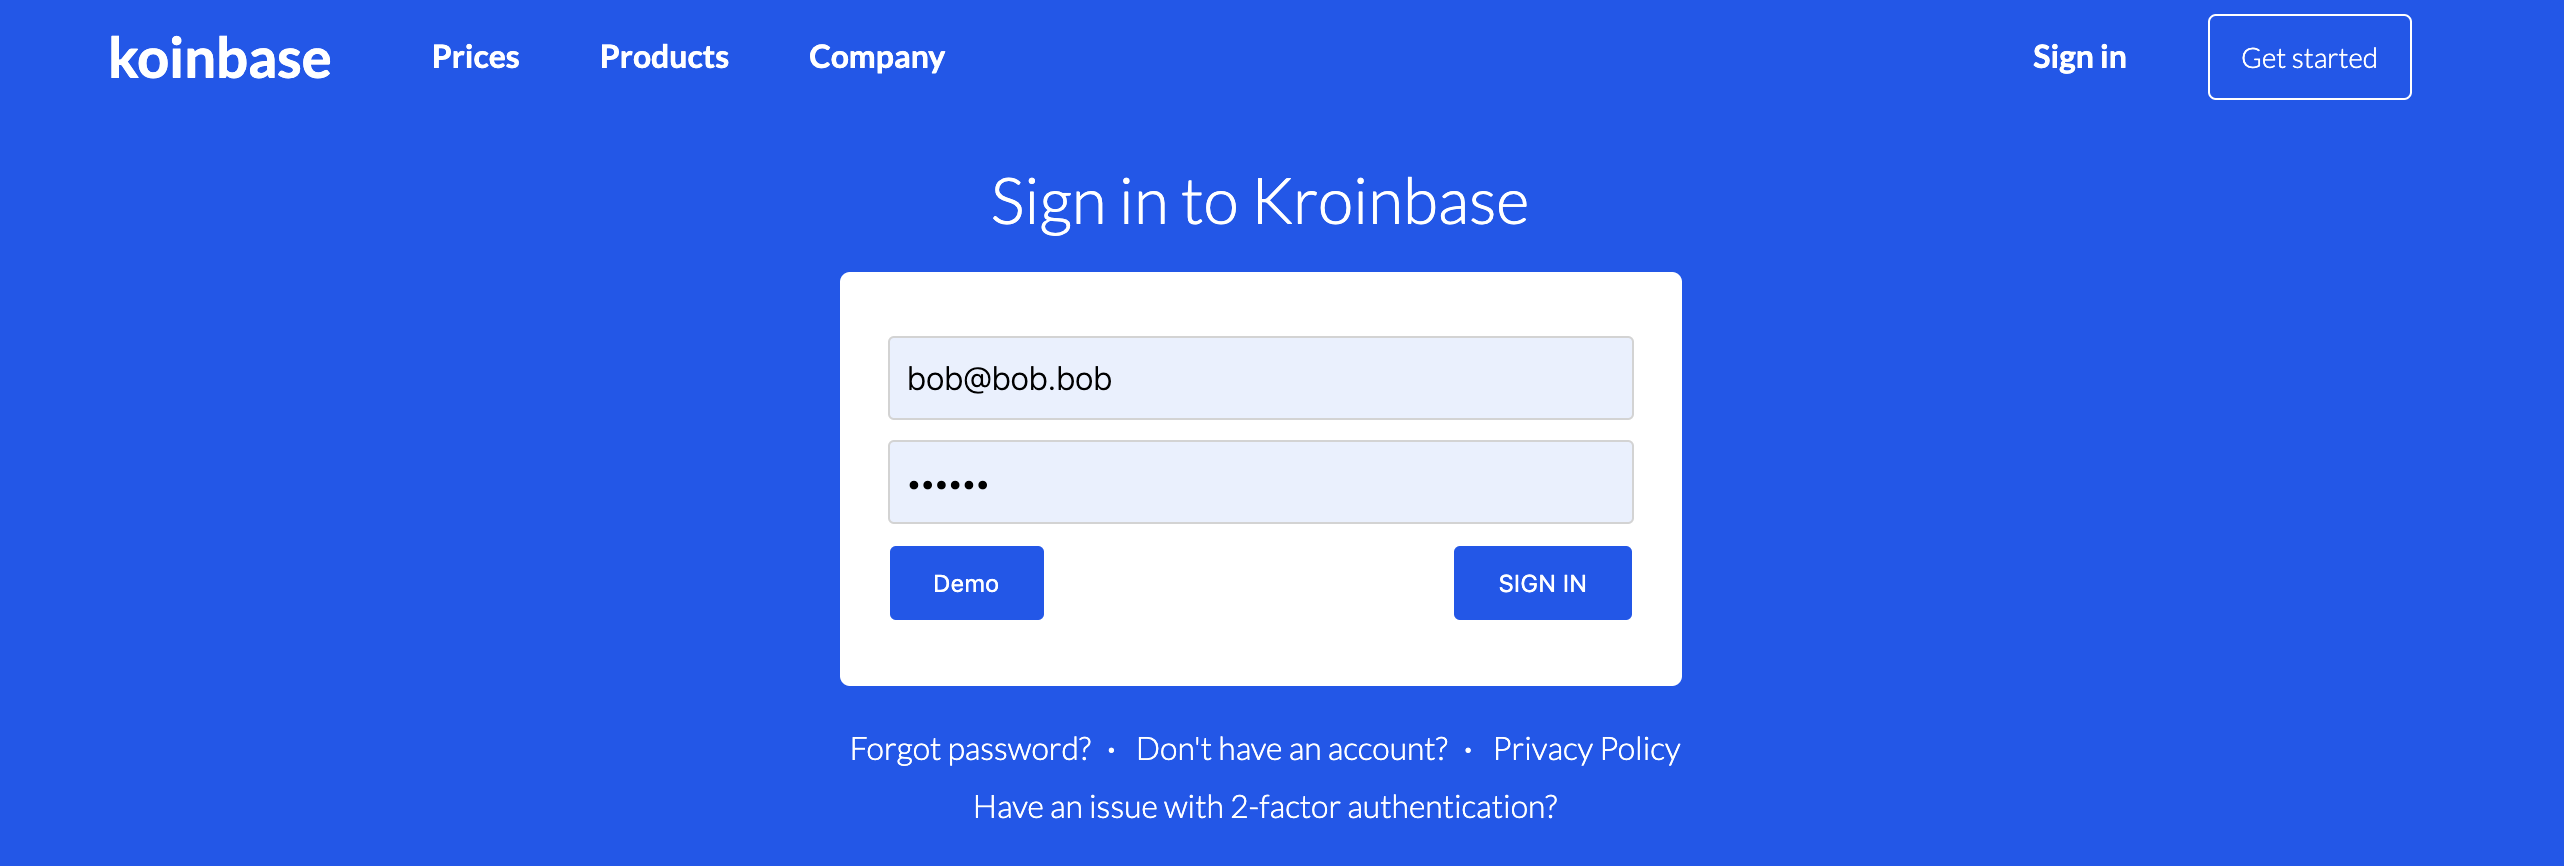 koinbase Prices Products Company Sign in Get started
Sign in to Kroinbase
bob@bob.bob
••••••
Demo SIGN IN
Forgot password? • Don't have an account? • Privacy Policy
Have an issue with 2-factor authentication?